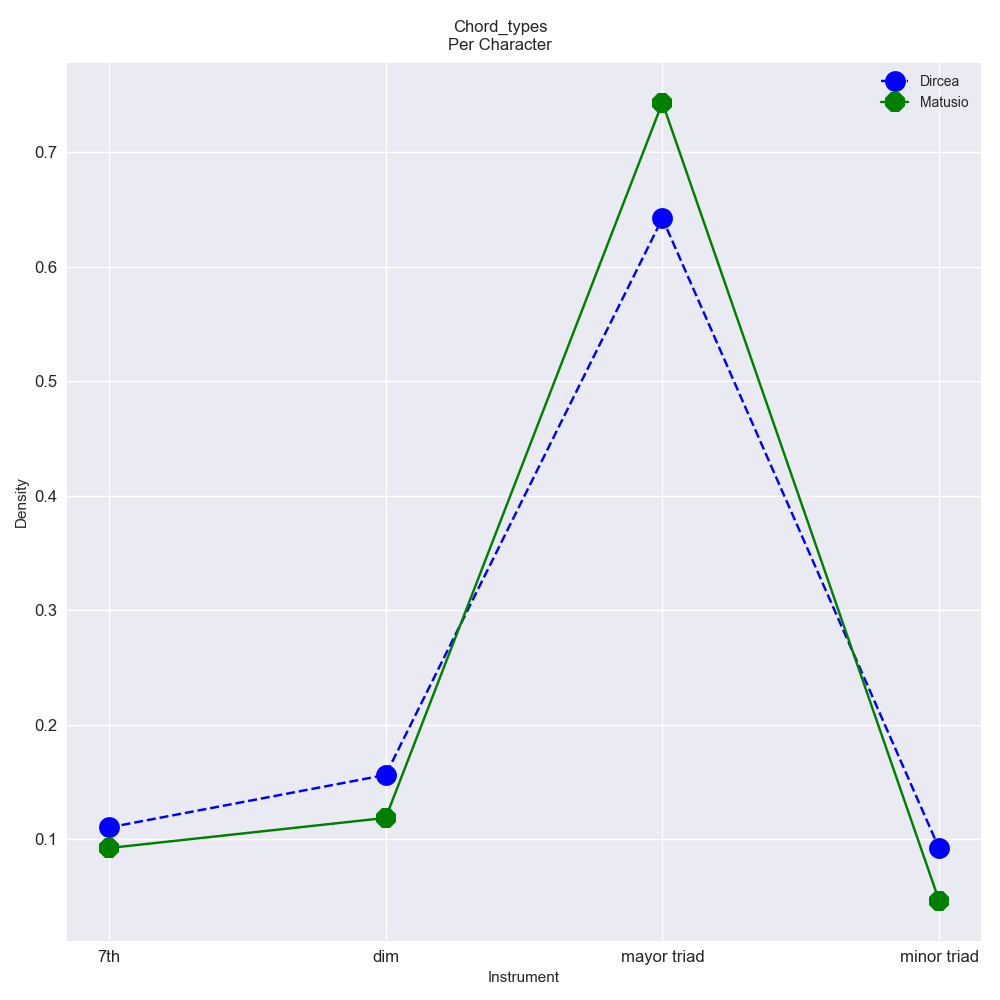 Chord_types
Per Character
Dircea
Matusio
0.7
0.6
0.5
0.4
0.3
0.2
0.1
Density
7th
dim
mayor triad
minor triad
Instrument